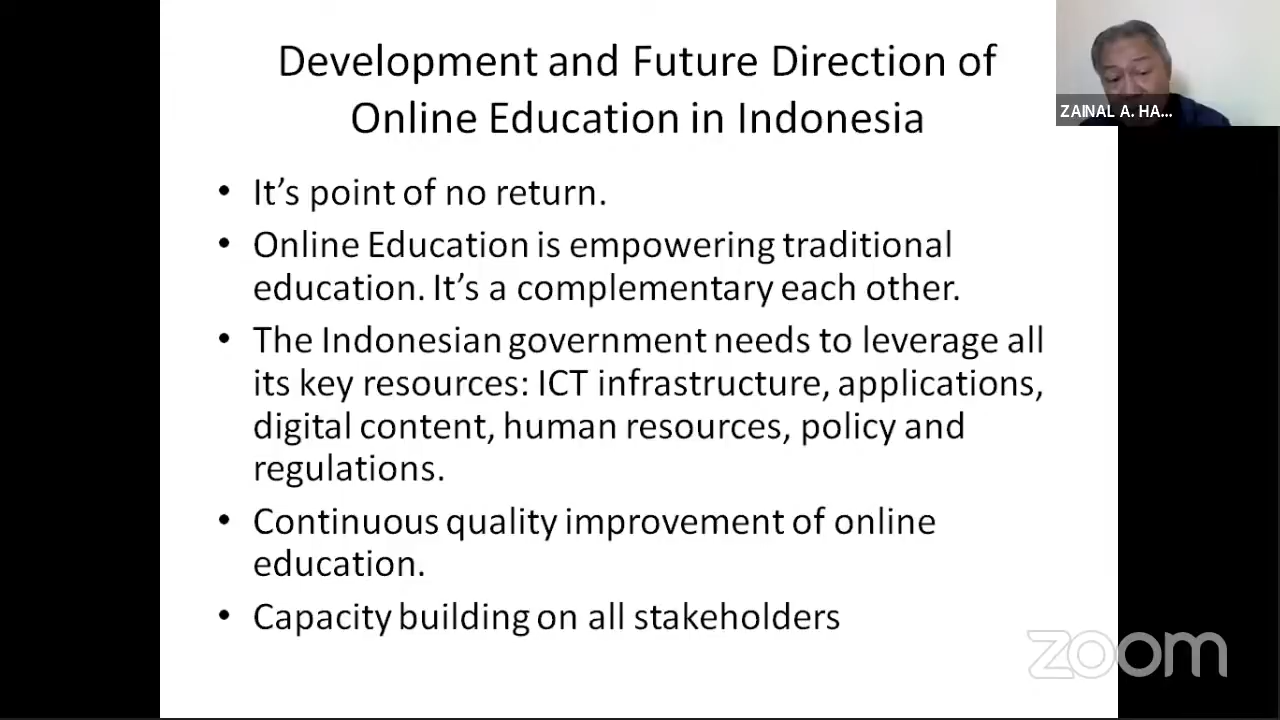 Development and Future Direction of
Online Education in Indonesia
ZAINAL A. HA...
• It's point of no return.
• Online Education is empowering traditional
education. It's a complementary each other.
• The Indonesian government needs to leverage all
its key resources: ICT infrastructure, applications,
digital content, human resources, policy and
regulations.
• Continuous quality improvement of online
education.
• Capacity building on all stakeholders
zoom